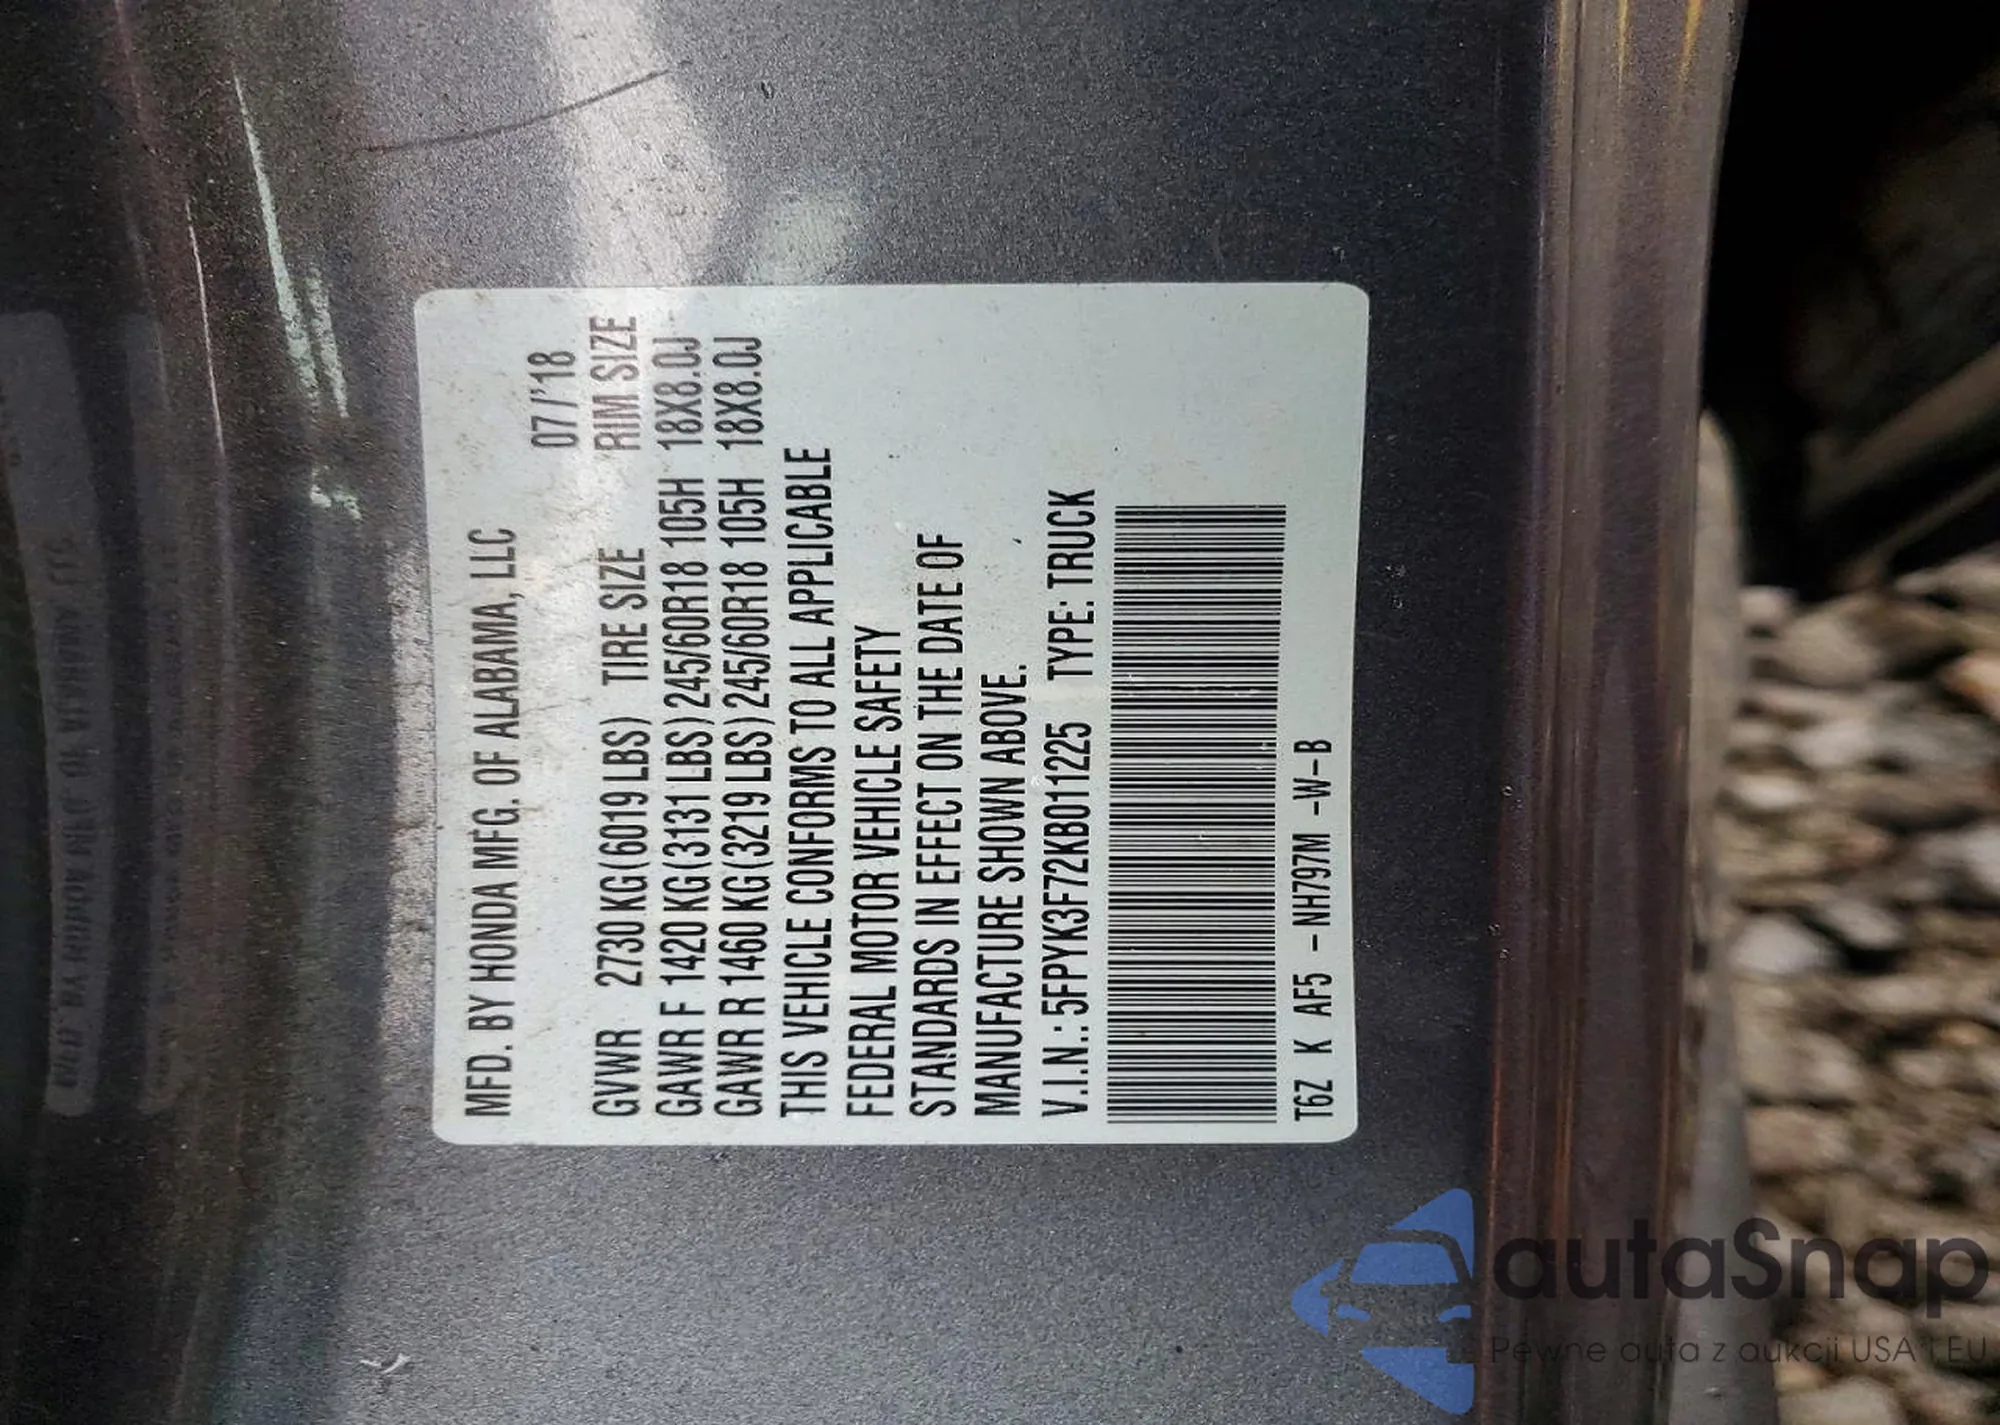 MFD. BY HONDA MFG. OF ALABAMA, LLC
07/'18
GVWR 2730 KG(6019 LBS) TIRE SIZE RIM SIZE
GAWR F 1420 KG(3131 LBS) 245/60R18 105H 18X8.0J
GAWR R 1460 KG(3219 LBS) 245/60R18 105H 18X8.0J
THIS VEHICLE CONFORMS TO ALL APPLICABLE
FEDERAL MOTOR VEHICLE SAFETY
STANDARDS IN EFFECT ON THE DATE OF
MANUFACTURE SHOWN ABOVE.
V.I.N.: 5FPYK3F72KB011225 TYPE: TRUCK
T6Z K AF5 -NH797M -W-B
autaSnap
Pewne auta z aukcji USA i EU